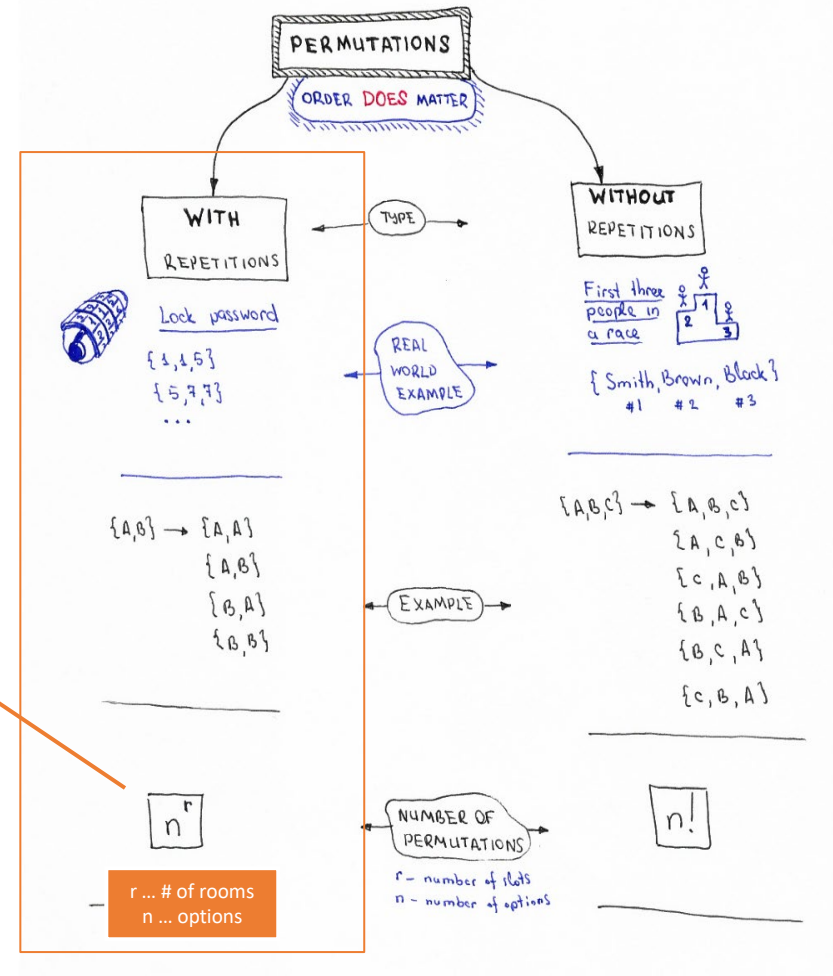 PERMUTATIONS
ORDER DOES MATTER
WITH
REPETITIONS
TYPE
WITHOUT
REPETITIONS
Lock password
{1,1,5}
{5,7,7}
...
REAL
WORLD
EXAMPLE
First three
people in
a race
1
2
3
{Smith, Brown, Black}
#1 #2 #3
{A,B} → {A,A}
{A,B}
{B,A}
{B,B}
EXAMPLE
{A,B,C} → {A,B,C}
{A,C,B}
{C,A,B}
{B,A,C}
{B,C,A}
{C,B,A}
n^r
NUMBER OF
PERMUTATIONS
n!
r – number of slots
n – number of options
r … # of rooms
n … options